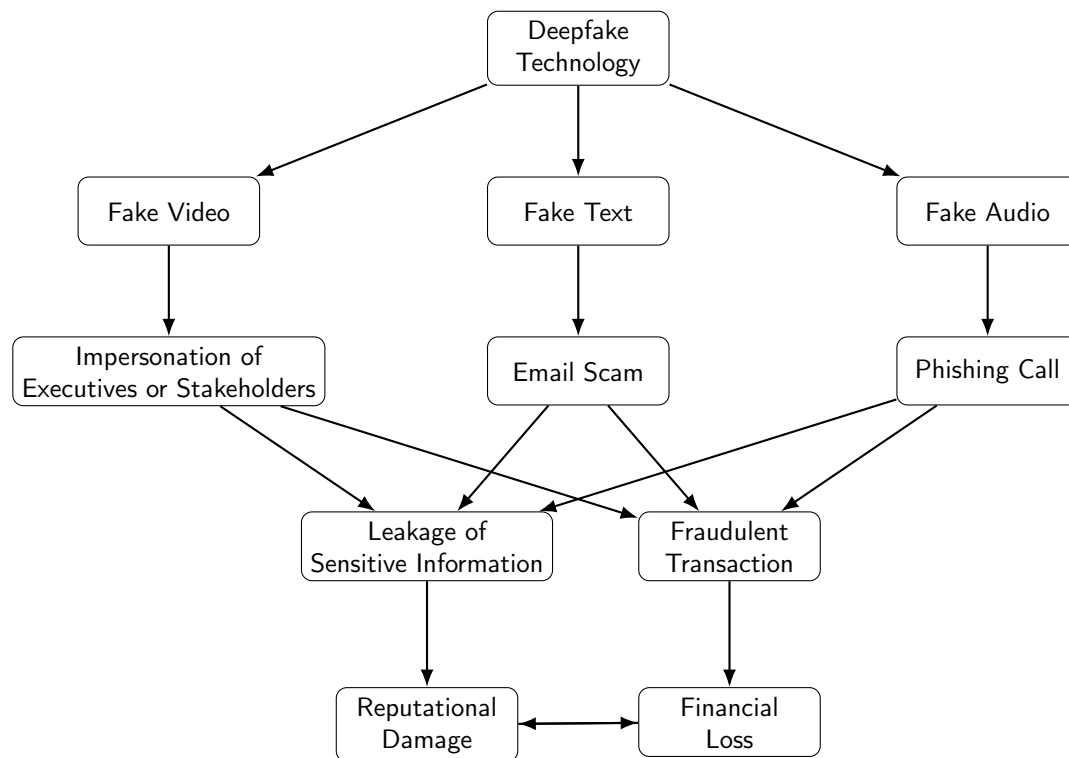 Deepfake
Technology
Fake Video
Fake Text
Fake Audio
Impersonation of
Executives or Stakeholders
Email Scam
Phishing Call
Leakage of
Sensitive Information
Fraudulent
Transaction
Reputational
Damage
Financial
Loss